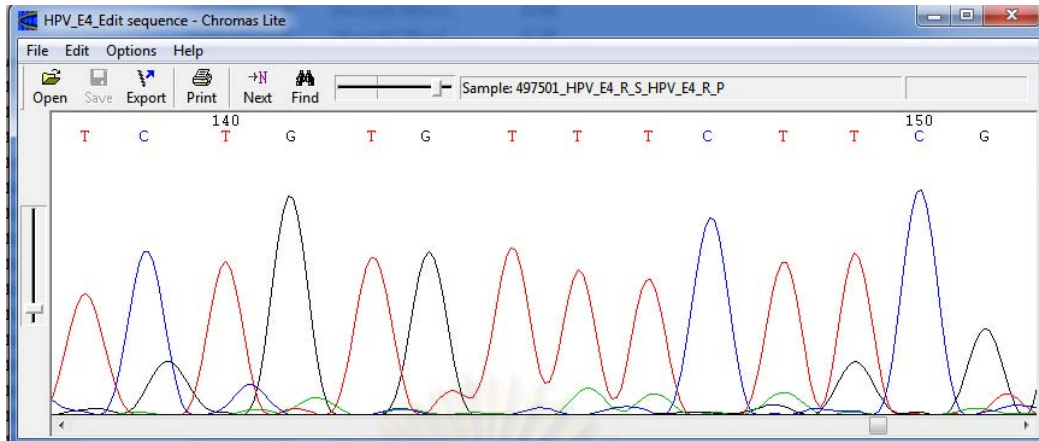 HPV_E4_Edit sequence - Chromas Lite
File Edit Options Help
Open Save Export Print Next Find Sample: 497501_HPV_E4_R_S_HPV_E4_R_P
140 150
T C T G T G T T T C T T C G